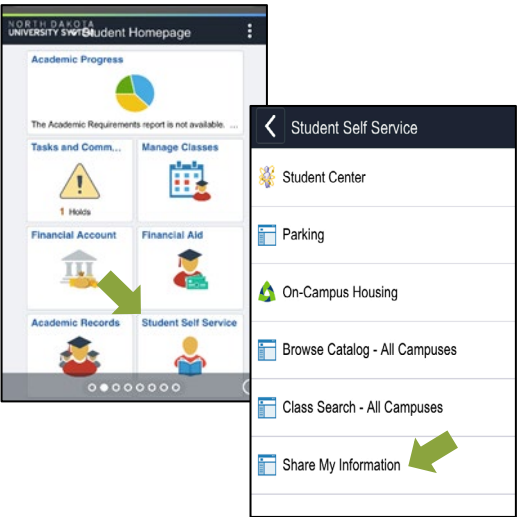 NORTH DAKOTA
UNIVERSITY SYSTEM
Student Homepage
Academic Progress
The Academic Requirements report is not available. ...
Tasks and Comm...
Manage Classes
1 Holds
Financial Account
Financial Aid
Academic Records
Student Self Service
Student Self Service
Student Center
Parking
On-Campus Housing
Browse Catalog - All Campuses
Class Search - All Campuses
Share My Information